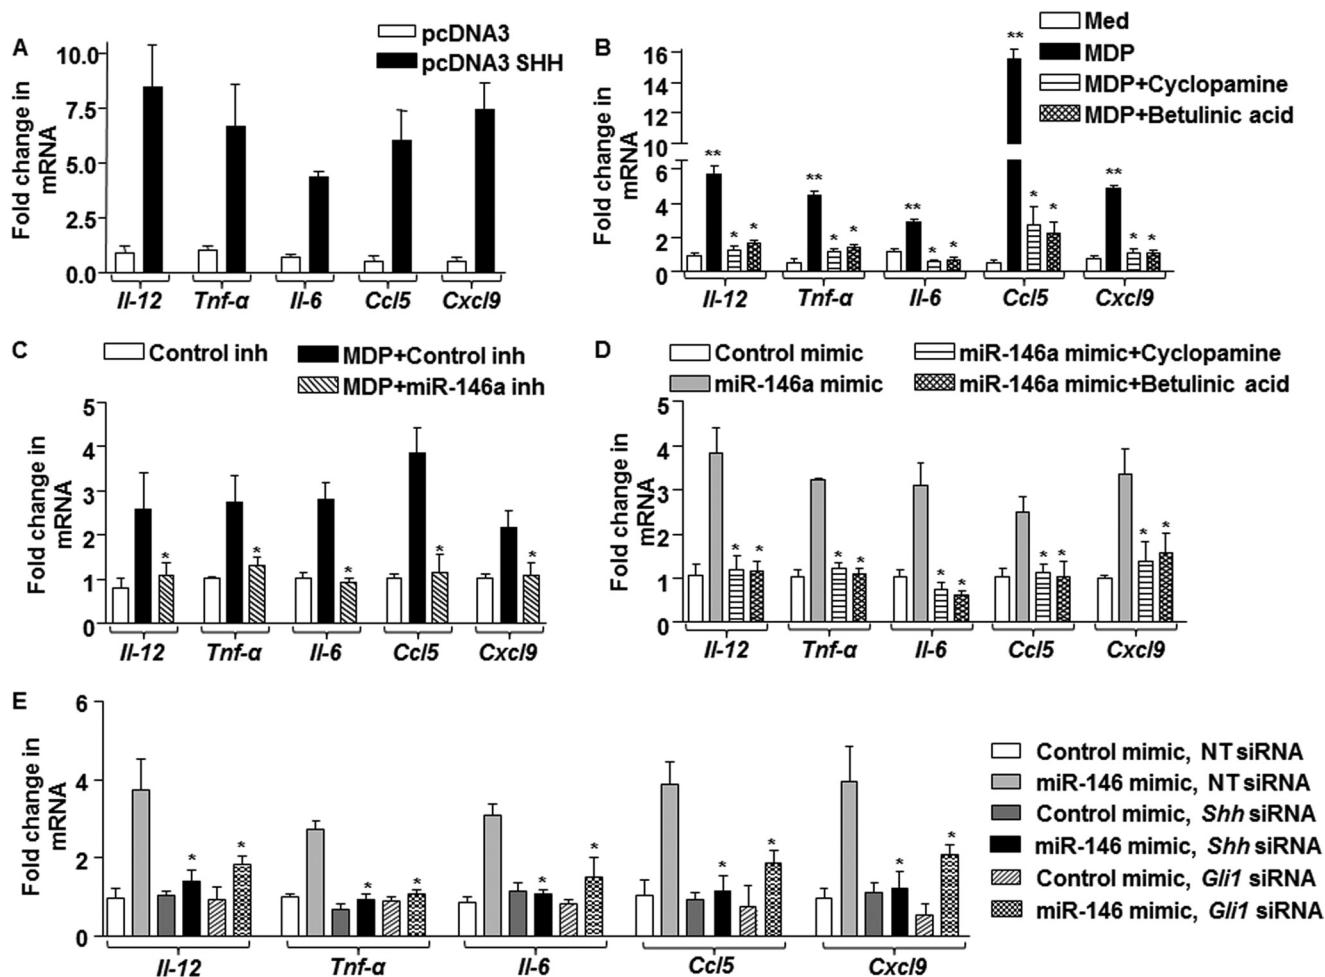 A
pcDNA3
pcDNA3 SHH
Fold change in
mRNA
10.0
7.5
5.0
2.5
0.0
Il-12 Tnf-α Il-6 Ccl5 Cxcl9
B
Med
MDP
MDP+Cyclopamine
MDP+Betulinic acid
Fold change in
mRNA
16
14
12
10
6
4
2
0
** * *
** * *
** * *
** * *
** * *
Il-12 Tnf-α Il-6 Ccl5 Cxcl9
C
Control inh
MDP+Control inh
MDP+miR-146a inh
Fold change in
mRNA
5
4
3
2
1
0
* * * * *
Il-12 Tnf-α Il-6 Ccl5 Cxcl9
D
Control mimic
miR-146a mimic
miR-146a mimic+Cyclopamine
miR-146a mimic+Betulinic acid
Fold change in
mRNA
5
4
3
2
1
0
* * * * * * * * * *
Il-12 Tnf-α Il-6 Ccl5 Cxcl9
E
Fold change in
mRNA
6
4
2
0
* * * * * * * * * *
Il-12 Tnf-α Il-6 Ccl5 Cxcl9
Control mimic, NT siRNA
miR-146 mimic, NT siRNA
Control mimic, Shh siRNA
miR-146 mimic, Shh siRNA
Control mimic, Gli1 siRNA
miR-146 mimic, Gli1 siRNA